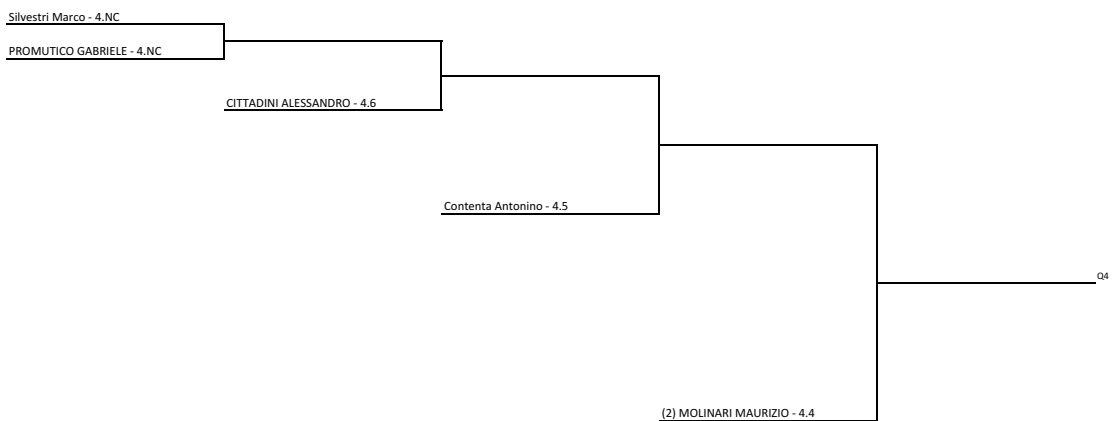 Silvestri Marco - 4.NC
PROMUTICO GABRIELE - 4.NC
CITTADINI ALESSANDRO - 4.6
Contenta Antonino - 4.5
Q4
(2) MOLINARI MAURIZIO - 4.4